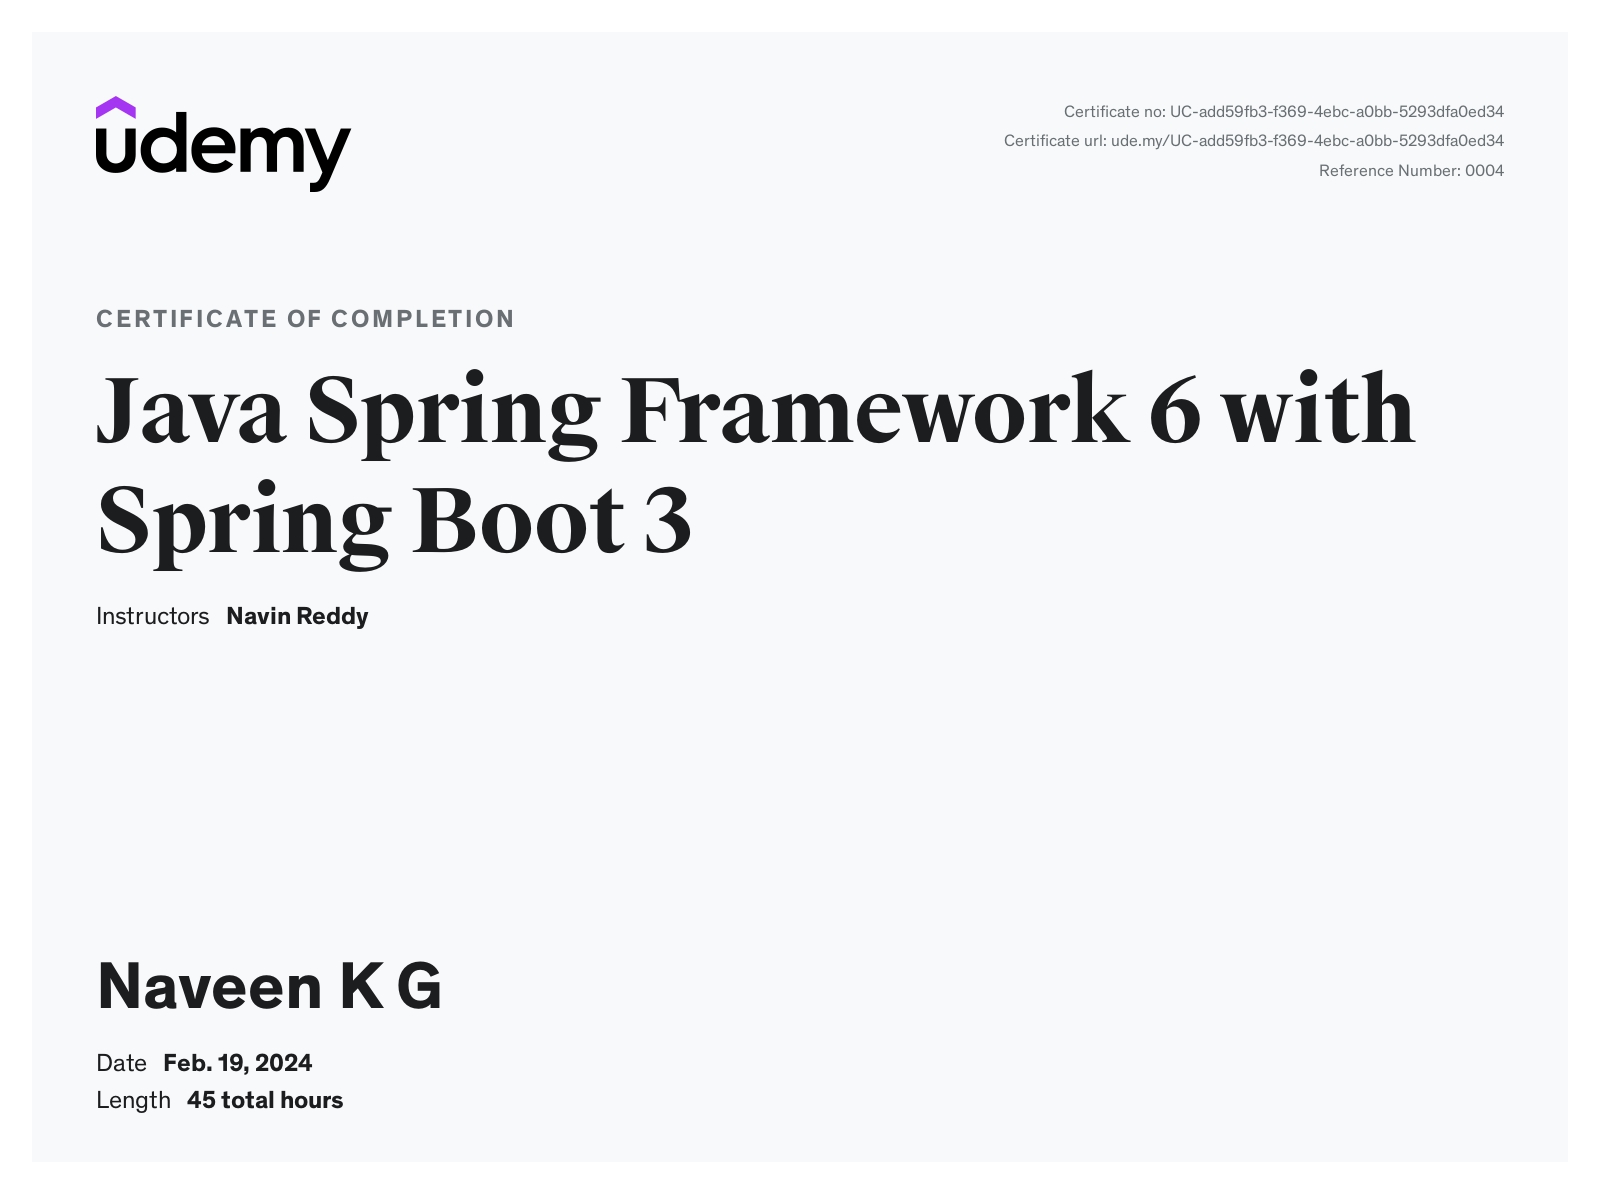 udemy
Certificate no: UC-add59fb3-f369-4ebc-a0bb-5293dfa0ed34
Certificate url: ude.my/UC-add59fb3-f369-4ebc-a0bb-5293dfa0ed34
Reference Number: 0004
CERTIFICATE OF COMPLETION
Java Spring Framework 6 with
Spring Boot 3
Instructors Navin Reddy
Naveen K G
Date Feb. 19, 2024
Length 45 total hours